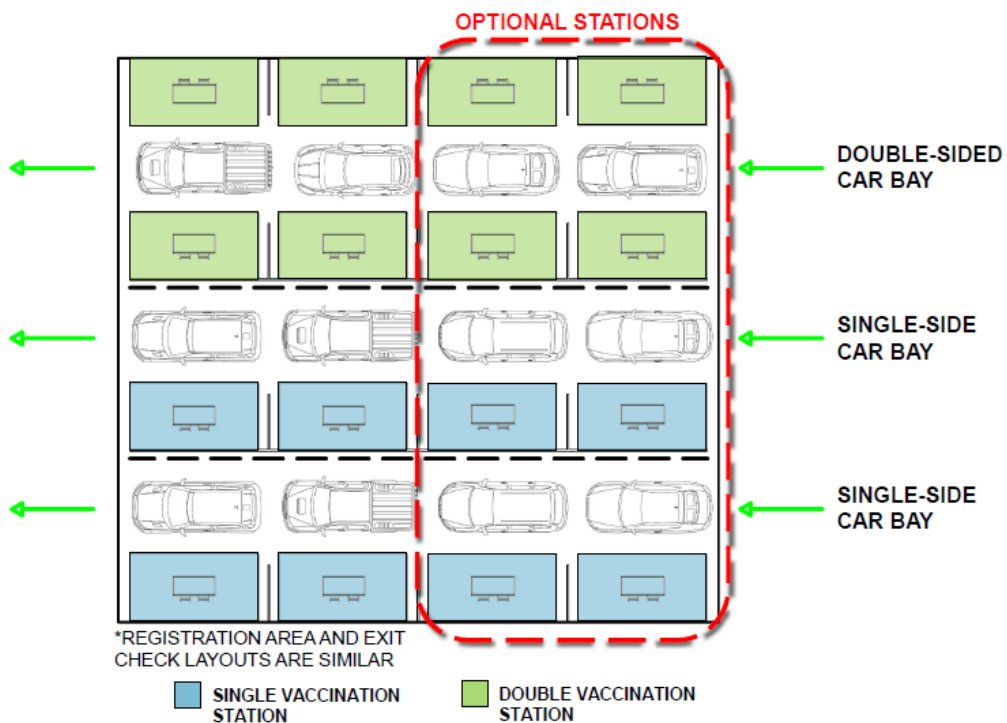 OPTIONAL STATIONS
DOUBLE-SIDED
CAR BAY
SINGLE-SIDE
CAR BAY
SINGLE-SIDE
CAR BAY
*REGISTRATION AREA AND EXIT
CHECK LAYOUTS ARE SIMILAR
SINGLE VACCINATION
STATION
DOUBLE VACCINATION
STATION